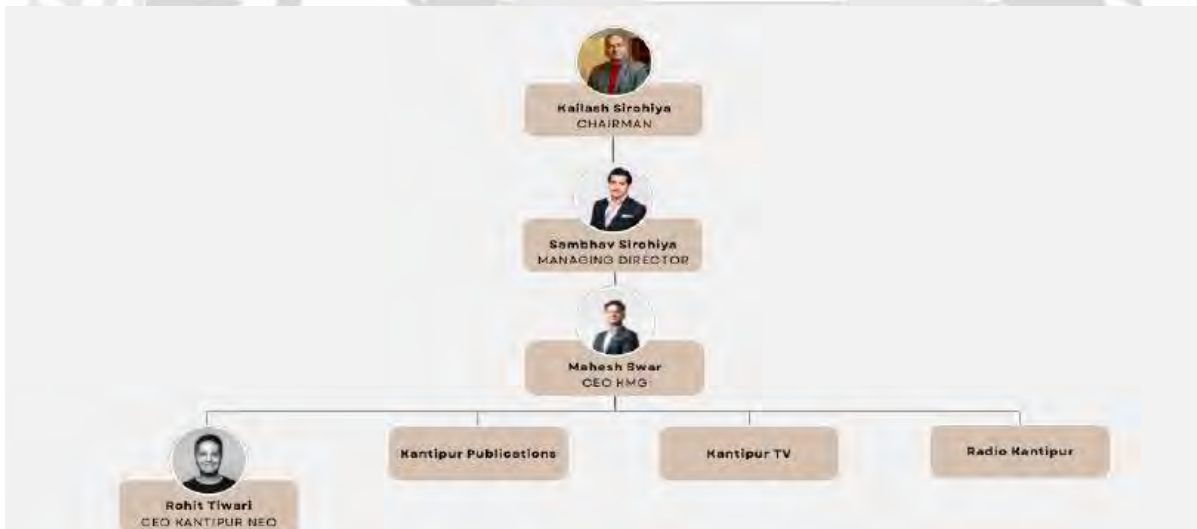 Kailash Sirohiya
CHAIRMAN
Sambhav Sirohiya
MANAGING DIRECTOR
Mahesh Swar
CEO KMG
Kantipur Publications
Kantipur TV
Radio Kantipur
Rohit Tiwari
CEO KANTIPUR NEO